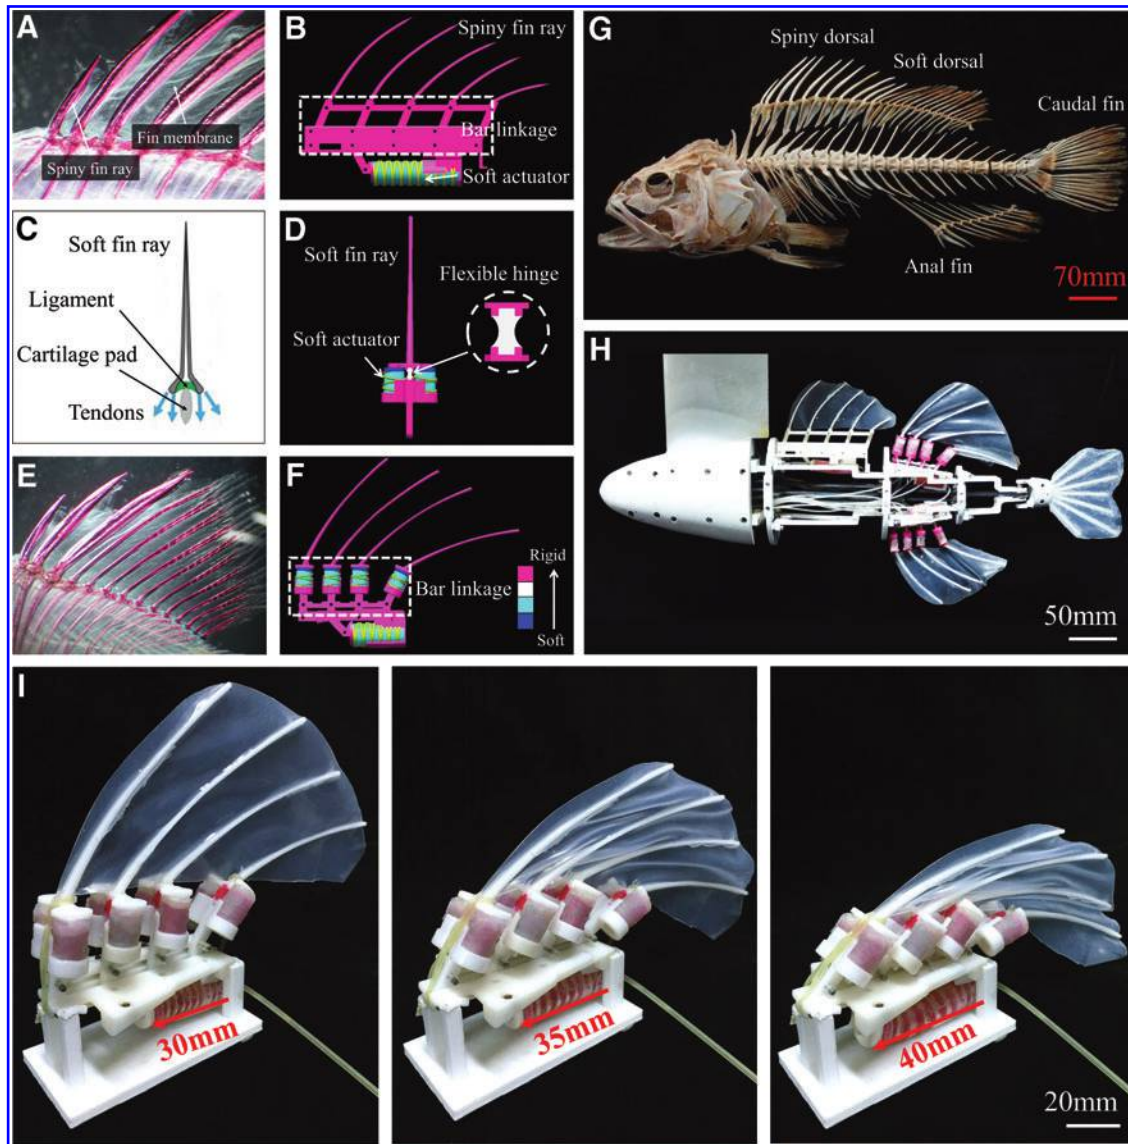 A
Fin membrane
Spiny fin ray
B
Spiny fin ray
Bar linkage
Soft actuator
C
Soft fin ray
Ligament
Cartilage pad
Tendons
D
Soft fin ray
Flexible hinge
Soft actuator
E
F
Bar linkage
Rigid
Soft
G
Spiny dorsal
Soft dorsal
Caudal fin
Anal fin
70mm
H
50mm
I
30mm
35mm
40mm
20mm